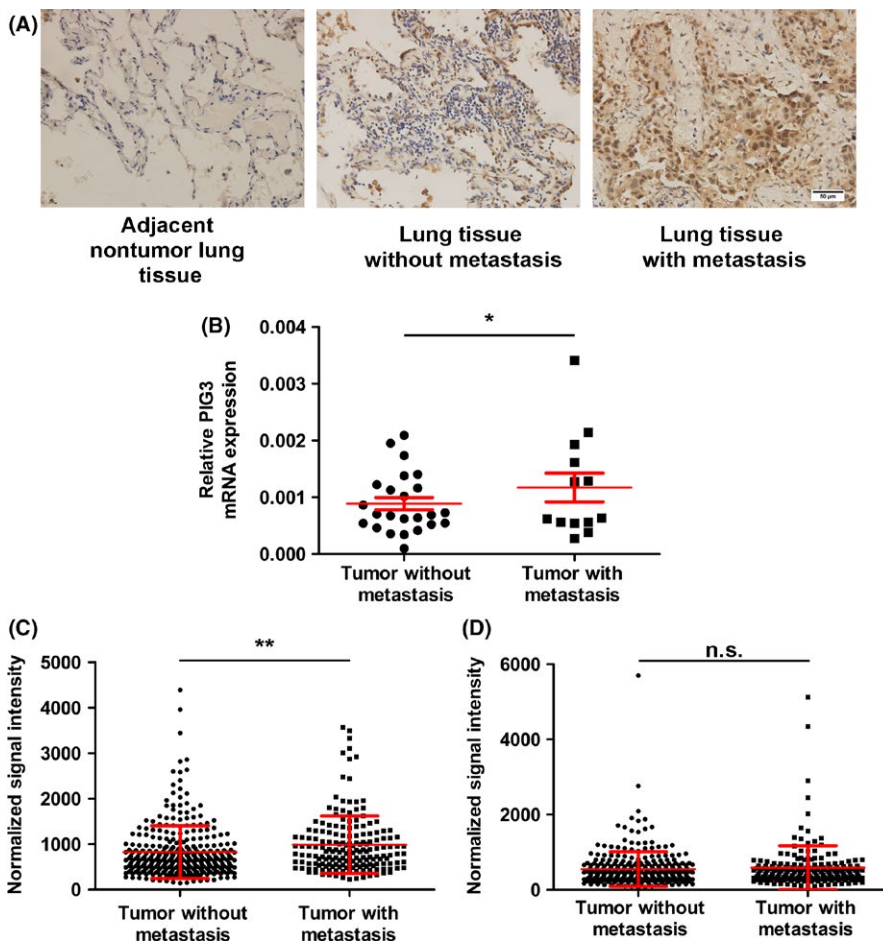 (A)
50 μm
Adjacent
nontumor lung
tissue
Lung tissue
without metastasis
Lung tissue
with metastasis
(B)
Relative PIG3
mRNA expression
0.004
0.003
0.002
0.001
0.000
*
Tumor without
metastasis
Tumor with
metastasis
(C)
Normalized signal intensity
5000
4000
3000
2000
1000
0
**
Tumor without
metastasis
Tumor with
metastasis
(D)
Normalized signal intensity
6000
4000
2000
0
n.s.
Tumor without
metastasis
Tumor with
metastasis